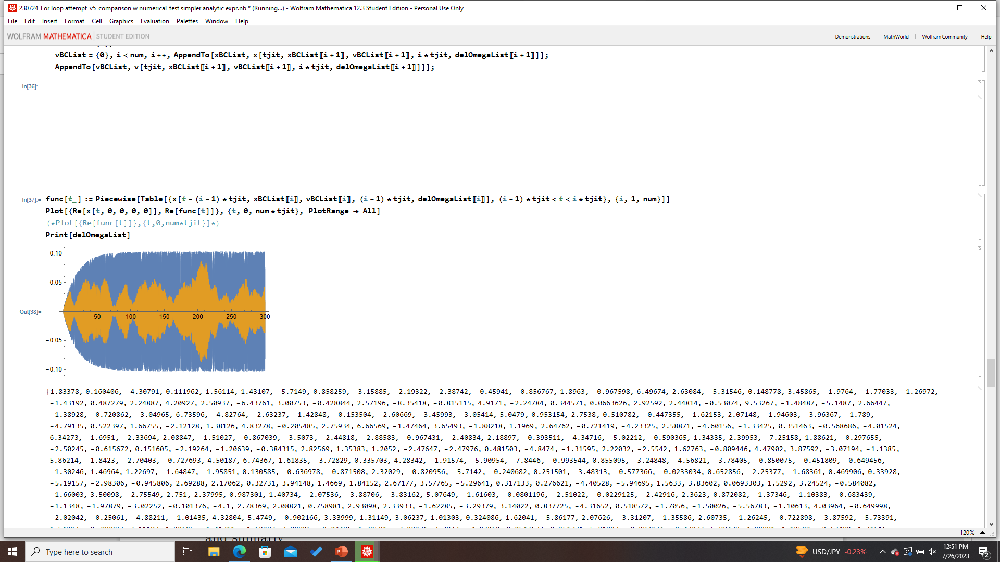 230724_For loop attempt_v5_comparison w numerical_test simpler analytic expr.nb * (Running...) - Wolfram Mathematica 12.3 Student Edition - Personal Use Only
File Edit Insert Format Cell Graphics Evaluation Palettes Window Help
WOLFRAM MATHEMATICA STUDENT EDITION
Demonstrations MathWorld Wolfram Community Help
vBCList = {0}, i < num, i ++, AppendTo[xBCList, x[tjit, xBCList[[i + 1]], vBCList[[i + 1]], i * tjit, delOmegaList[[i + 1]]]];
AppendTo[vBCList, v[tjit, xBCList[[i + 1]], vBCList[[i + 1]], i * tjit, delOmegaList[[i + 1]]]]];
In[36]:=
In[37]:= func[t_] := Piecewise[Table[{x[t - (i - 1) * tjit, xBCList[[i]], vBCList[[i]], (i - 1) * tjit, delOmegaList[[i]]], (i - 1) * tjit < t < i * tjit}, {i, 1, num}]]
Plot[{Re[x[t, 0, 0, 0, 0]], Re[func[t]]}, {t, 0, num * tjit}, PlotRange → All]
(*Plot[{Re[func[t]]},{t,0,num*tjit}]*)
Print[delOmegaList]
0.10
0.05
Out[38]=
50 100 150 200 250 300
-0.05
-0.10
{1.83378, 0.160406, -4.30791, 0.111962, 1.56114, 1.43107, -5.7149, 0.858259, -3.15885, -2.19322, -2.38742, -0.45941, -0.856767, 1.8963, -0.967598, 6.49674, 2.63084, -5.31546, 0.148778, 3.45865, -1.9764, -1.77033, -1.26972,
-1.43192, 0.487279, 2.24887, 4.20927, 2.50937, -6.43761, 3.00753, -0.428844, 2.57196, -8.35418, -0.815115, 4.9171, -2.24784, 0.344571, 0.0663626, 2.92592, 2.44814, -0.53074, 9.53267, -1.48487, -5.1487, 2.66447,
-1.38928, -0.720862, -3.04965, 6.73596, -4.82764, -2.63237, -1.42848, -0.153504, -2.60669, -3.45993, -3.05414, 5.0479, 0.953154, 2.7538, 0.510782, -0.447355, -1.62153, 2.07148, -1.94603, -3.96367, -1.789,
-4.79135, 0.522397, 1.66755, -2.12128, 1.38126, 4.83278, -0.205485, 2.75934, 6.66569, -1.47464, 3.65493, -1.88218, 1.1969, 2.64762, -0.721419, -4.23325, 2.58871, -4.60156, -1.33425, 0.351463, -0.568686, -4.01524,
6.34273, -1.6951, -2.33694, 2.08847, -1.51027, -0.867039, -3.5073, -2.44818, -2.88583, -0.967431, -2.40834, 2.18897, -0.393511, -4.34716, -5.02212, -0.590365, 1.34335, 2.39953, -7.25158, 1.88621, -0.297655,
-2.50245, -0.615672, 0.151605, -2.19264, -1.20639, -0.384315, 2.82569, 1.35383, 1.2052, -2.47647, -2.47976, 0.481503, -4.8474, -1.31595, 2.22032, -2.5542, 1.62763, -0.809446, 4.47902, 3.87592, -3.07194, -1.1385,
5.86214, -1.8423, -2.70403, -0.727693, 4.50187, 6.74367, 1.61835, -3.72829, 0.335703, 4.28342, -1.91574, -5.90954, -7.8446, -0.993544, 0.855095, -3.24848, -4.56821, -3.78405, -0.850075, -0.451809, -0.649456,
-1.30246, 1.46964, 1.22697, -1.64847, -1.95851, 0.130585, -0.636978, -0.871508, 2.32029, -0.820956, -5.7142, -0.240682, 0.251501, -3.48313, -0.577366, -0.0233034, 0.652856, -2.25377, -1.68361, 0.469906, 0.33928,
-5.19157, -2.98306, -0.945806, 2.69288, 2.17062, 0.32731, 3.94148, 1.4669, 1.84152, 2.67177, 3.57765, -5.29641, 0.317133, 0.276621, -4.40528, -5.94695, 1.5633, 3.83602, 0.0693303, 1.5292, 3.24524, -0.584082,
-1.66003, 3.50098, -2.75549, 2.751, 2.37995, 0.987301, 1.40734, -2.07536, -3.88706, -3.83162, 5.07649, -1.61603, -0.0801196, -2.51022, -0.0229125, -2.42916, 2.3623, 0.872082, -1.37346, -1.10383, -0.683439,
-1.1348, -1.97879, -3.02252, -0.101376, -4.1, 2.78369, 2.08821, 0.758981, 2.93098, 2.33933, -1.62285, -3.29379, 3.14022, 0.837725, -4.31652, 0.518572, -1.7056, -1.50026, -5.56783, -1.10613, 4.03964, -0.649998,
-2.02042, -0.25061, -4.88211, -1.01435, 4.32804, 5.4749, -0.902166, 3.33999, 1.31149, 3.06237, 1.01303, 0.324086, 1.62041, -5.86177, 2.07626, -3.31207, -1.35586, 2.60735, -1.26245, -0.722898, -3.87592, -5.73391,
120%
and similarly
Type here to search
USD/JPY -0.23%
12:51 PM
7/26/2023
2